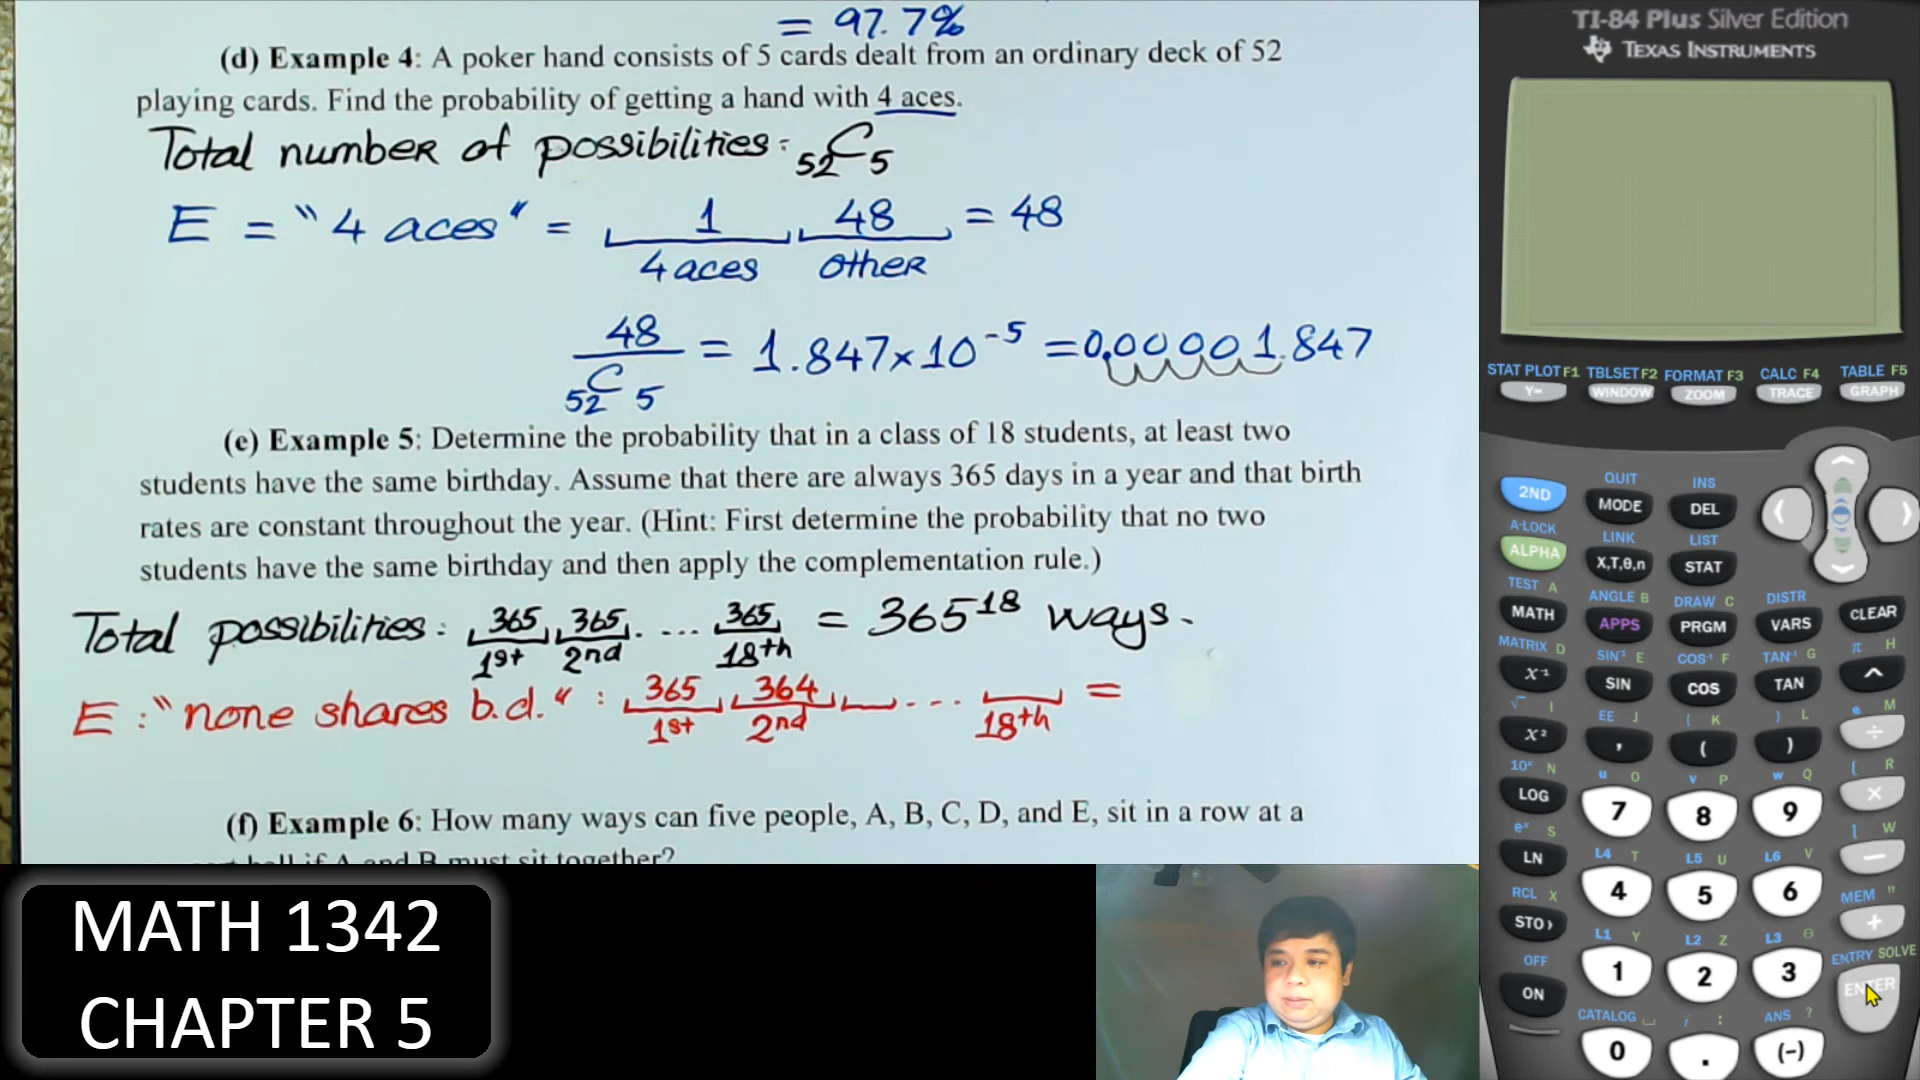 = 97.7%
(d) Example 4: A poker hand consists of 5 cards dealt from an ordinary deck of 52
playing cards. Find the probability of getting a hand with 4 aces.
Total number of possibilities: 52C5
E = "4 aces" = 1 48 = 48
4 aces other
48 / 52C5 = 1.847×10⁻⁵ = 0.00001.847
(e) Example 5: Determine the probability that in a class of 18 students, at least two
students have the same birthday. Assume that there are always 365 days in a year and that birth
rates are constant throughout the year. (Hint: First determine the probability that no two
students have the same birthday and then apply the complementation rule.)
Total possibilities: 365 365 . ... 365 = 365¹⁸ ways.
1st 2nd 18th
E: "none shares b.d." : 365 364 ... =
1st 2nd 18th
(f) Example 6: How many ways can five people, A, B, C, D, and E, sit in a row at a
if A and B must sit together?
MATH 1342
CHAPTER 5
TI-84 Plus Silver Edition
TEXAS INSTRUMENTS
STAT PLOT F1 TBLSET F2 FORMAT F3 CALC F4 TABLE F5
Y= WINDOW ZOOM TRACE GRAPH
QUIT INS
2ND MODE DEL
A-LOCK LINK LIST
ALPHA X,T,θ,n STAT
TEST A ANGLE B DRAW C DISTR
MATH APPS PRGM VARS CLEAR
MATRIX D SIN⁻¹ E COS⁻¹ F TAN⁻¹ G π H
x⁻¹ SIN COS TAN ^
√ I EE J { K } L e M
x² , ( ) ÷
10ˣ N u O v P w Q [ R
LOG 7 8 9 ×
eˣ S L4 T L5 U L6 V ] W
LN 4 5 6 −
RCL X L1 Y L2 Z L3 θ MEM "
STO› 1 2 3 +
OFF CATALOG i : ANS ? ENTRY SOLVE
ON 0 . (-) ENTER